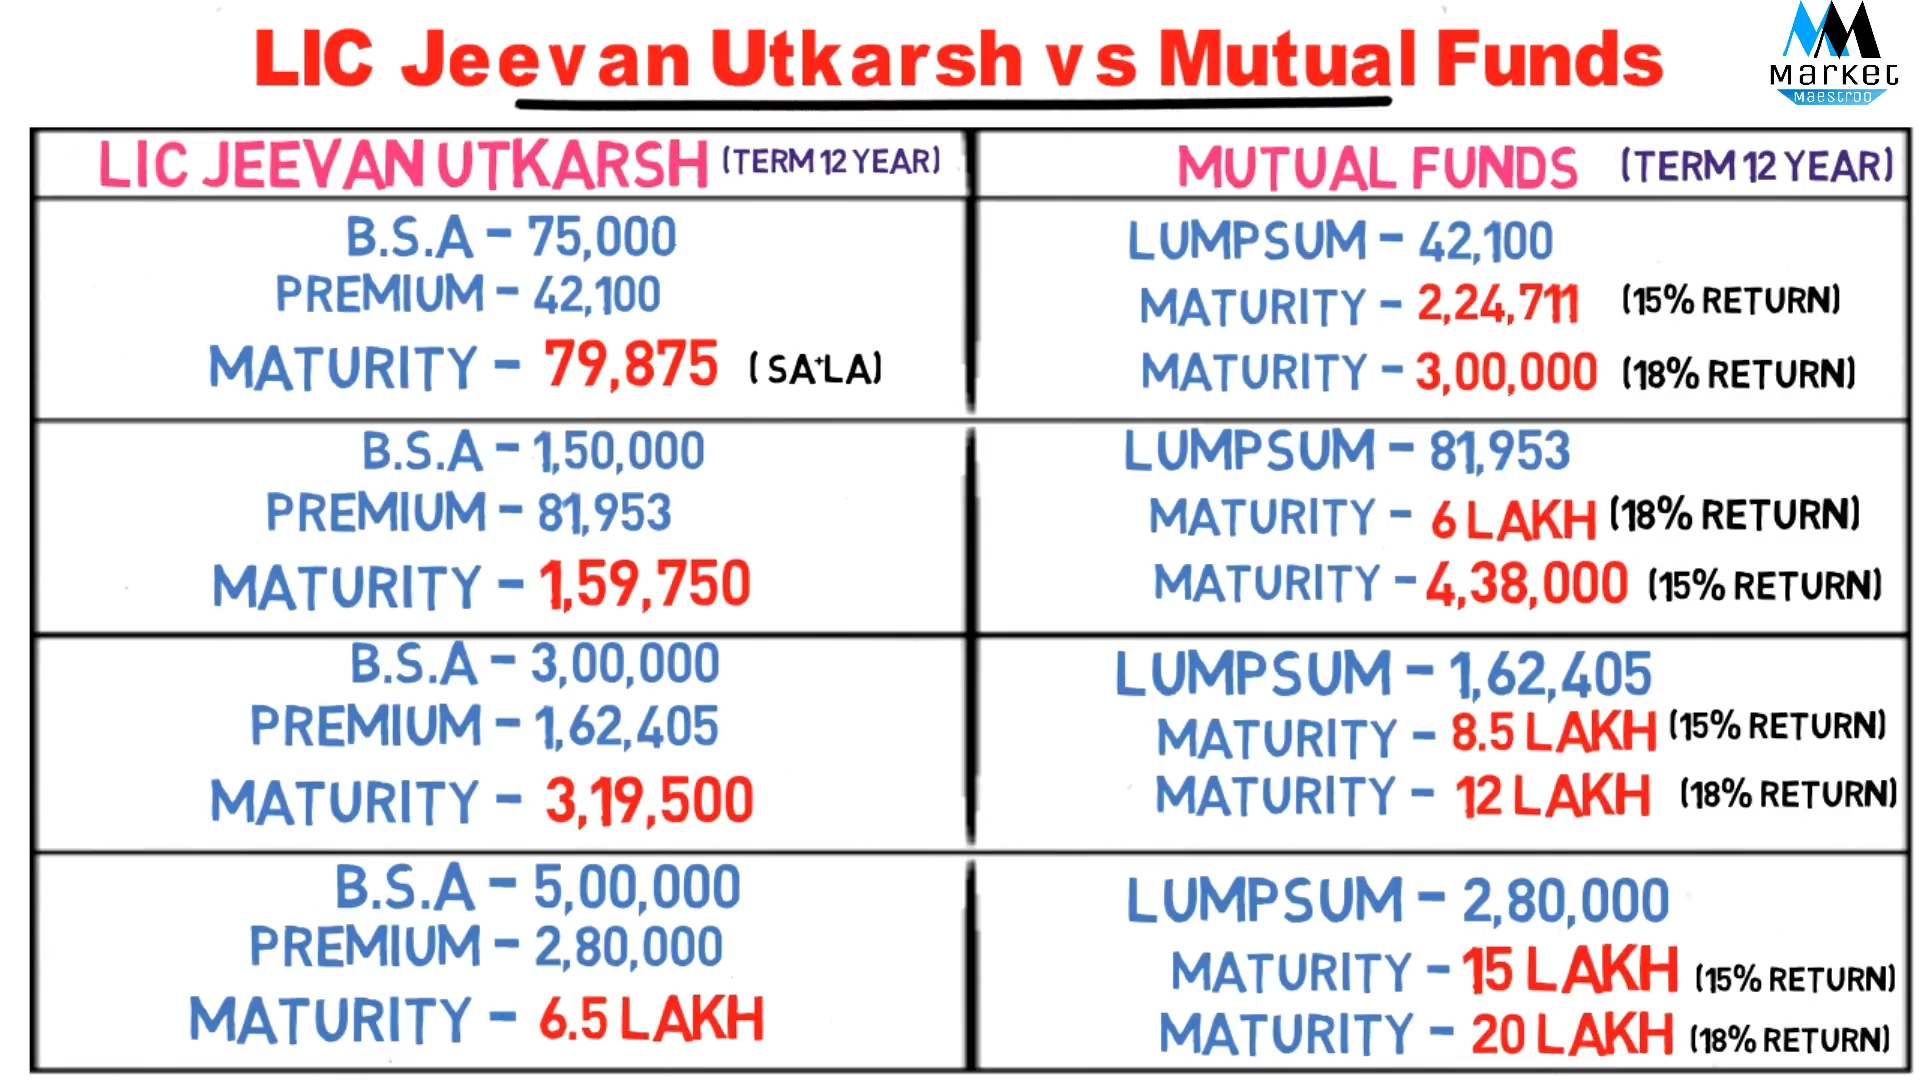 LIC Jeevan Utkarsh vs Mutual Funds
Market
Maestroo
LIC JEEVAN UTKARSH (TERM 12 YEAR)
B.S.A - 75,000
PREMIUM - 42,100
MATURITY - 79,875 (SA+LA)
B.S.A - 1,50,000
PREMIUM - 81,953
MATURITY - 1,59,750
B.S.A - 3,00,000
PREMIUM - 1,62,405
MATURITY - 3,19,500
B.S.A - 5,00,000
PREMIUM - 2,80,000
MATURITY - 6.5 LAKH
MUTUAL FUNDS (TERM 12 YEAR)
LUMPSUM - 42,100
MATURITY - 2,24,711 (15% RETURN)
MATURITY - 3,00,000 (18% RETURN)
LUMPSUM - 81,953
MATURITY - 6 LAKH (18% RETURN)
MATURITY - 4,38,000 (15% RETURN)
LUMPSUM - 1,62,405
MATURITY - 8.5 LAKH (15% RETURN)
MATURITY - 12 LAKH (18% RETURN)
LUMPSUM - 2,80,000
MATURITY - 15 LAKH (15% RETURN)
MATURITY - 20 LAKH (18% RETURN)